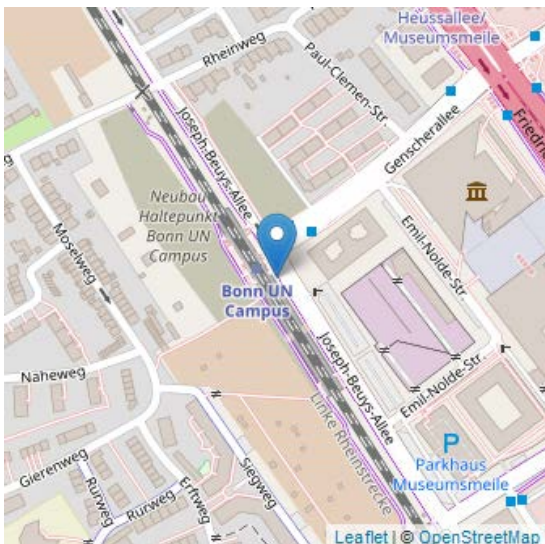 Heussallee/
Museumsmeile
Rheinweg
Paul-Clemen-Str.
Friedri
Joseph-Beuys-Allee
Genscherallee
g
Neubau
Haltepunkt
Bonn UN
Campus
Moselweg
Emil-Nolde-Str.
Bonn UN
Campus
Joseph-Beuys-Allee
Naheweg
Linke Rheinstrecke
Emil-Nolde-Str.
P
Parkhaus
Museumsmeile
Gierenweg
Rurweg
Rurweg
Erftweg
Siegweg
Leaflet | © OpenStreetMap